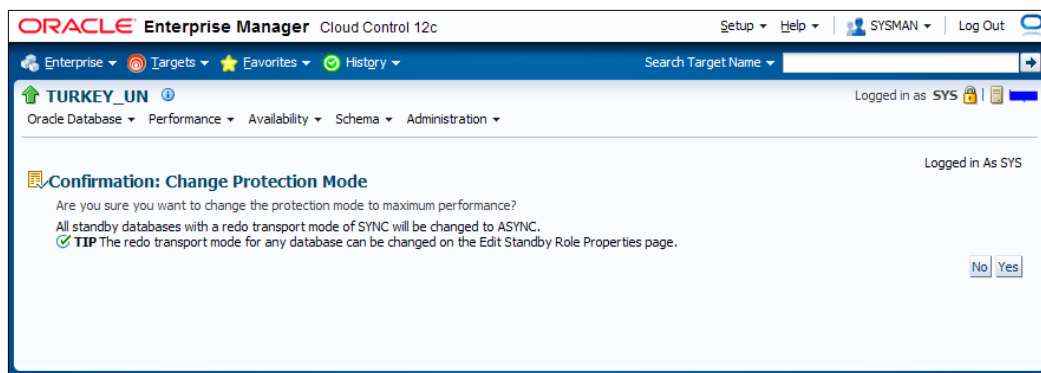 ORACLE Enterprise Manager Cloud Control 12c Setup Help SYSMAN Log Out
Enterprise Targets Favorites History Search Target Name
TURKEY_UN Logged in as SYS
Oracle Database Performance Availability Schema Administration
Logged in As SYS
Confirmation: Change Protection Mode
Are you sure you want to change the protection mode to maximum performance?
All standby databases with a redo transport mode of SYNC will be changed to ASYNC.
TIP The redo transport mode for any database can be changed on the Edit Standby Role Properties page.
No Yes